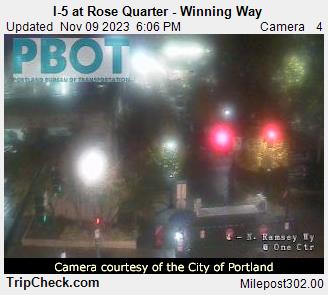 I-5 at Rose Quarter - Winning Way
Updated Nov 09 2023 6:06 PM Camera 4
PBOT
PORTLAND BUREAU OF TRANSPORTATION
4 - N. Ramsey Wy
@ One Ctr
Camera courtesy of the City of Portland
TripCheck.com Milepost302.00